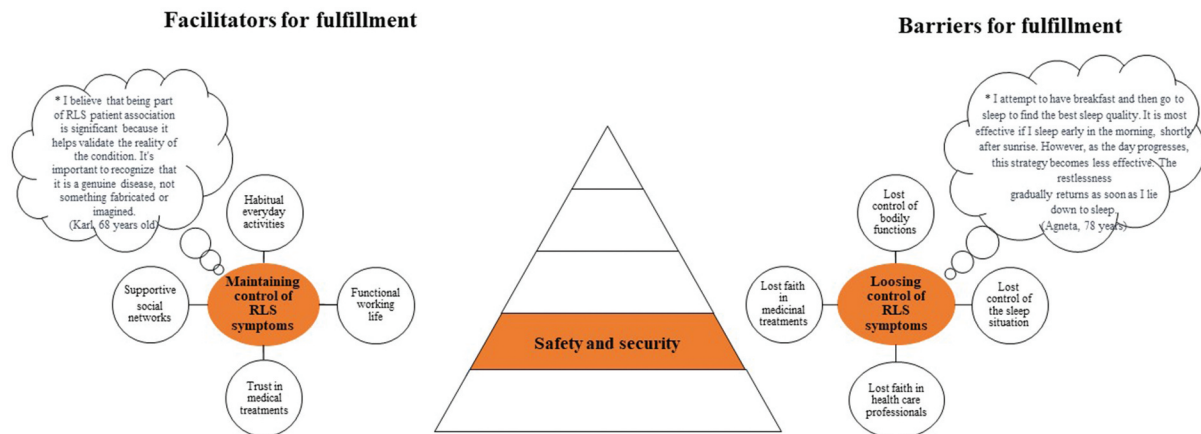 Facilitators for fulfillment
Barriers for fulfillment
* I believe that being part
of RLS patient association
is significant because it
helps validate the reality of
the condition. It's
important to recognize that
it is a genuine disease, not
something fabricated or
imagined.
(Karl, 68 years old)
Habitual
everyday
activities
Supportive
social
networks
Maintaining
control of
RLS
symptoms
Functional
working
life
Trust in
medical
treatments
Safety and security
* I attempt to have breakfast and then go to
sleep to find the best sleep quality. It is most
effective if I sleep early in the morning, shortly
after sunrise. However, as the day progresses,
this strategy becomes less effective. The
restlessness
gradually returns as soon as I lie
down to sleep
(Agneta, 78 years)
Lost
control of
bodily
functions
Lost faith
in
medicinal
treatments
Loosing
control of
RLS
symptoms
Lost
control of
the sleep
situation
Lost faith in
health care
professionals